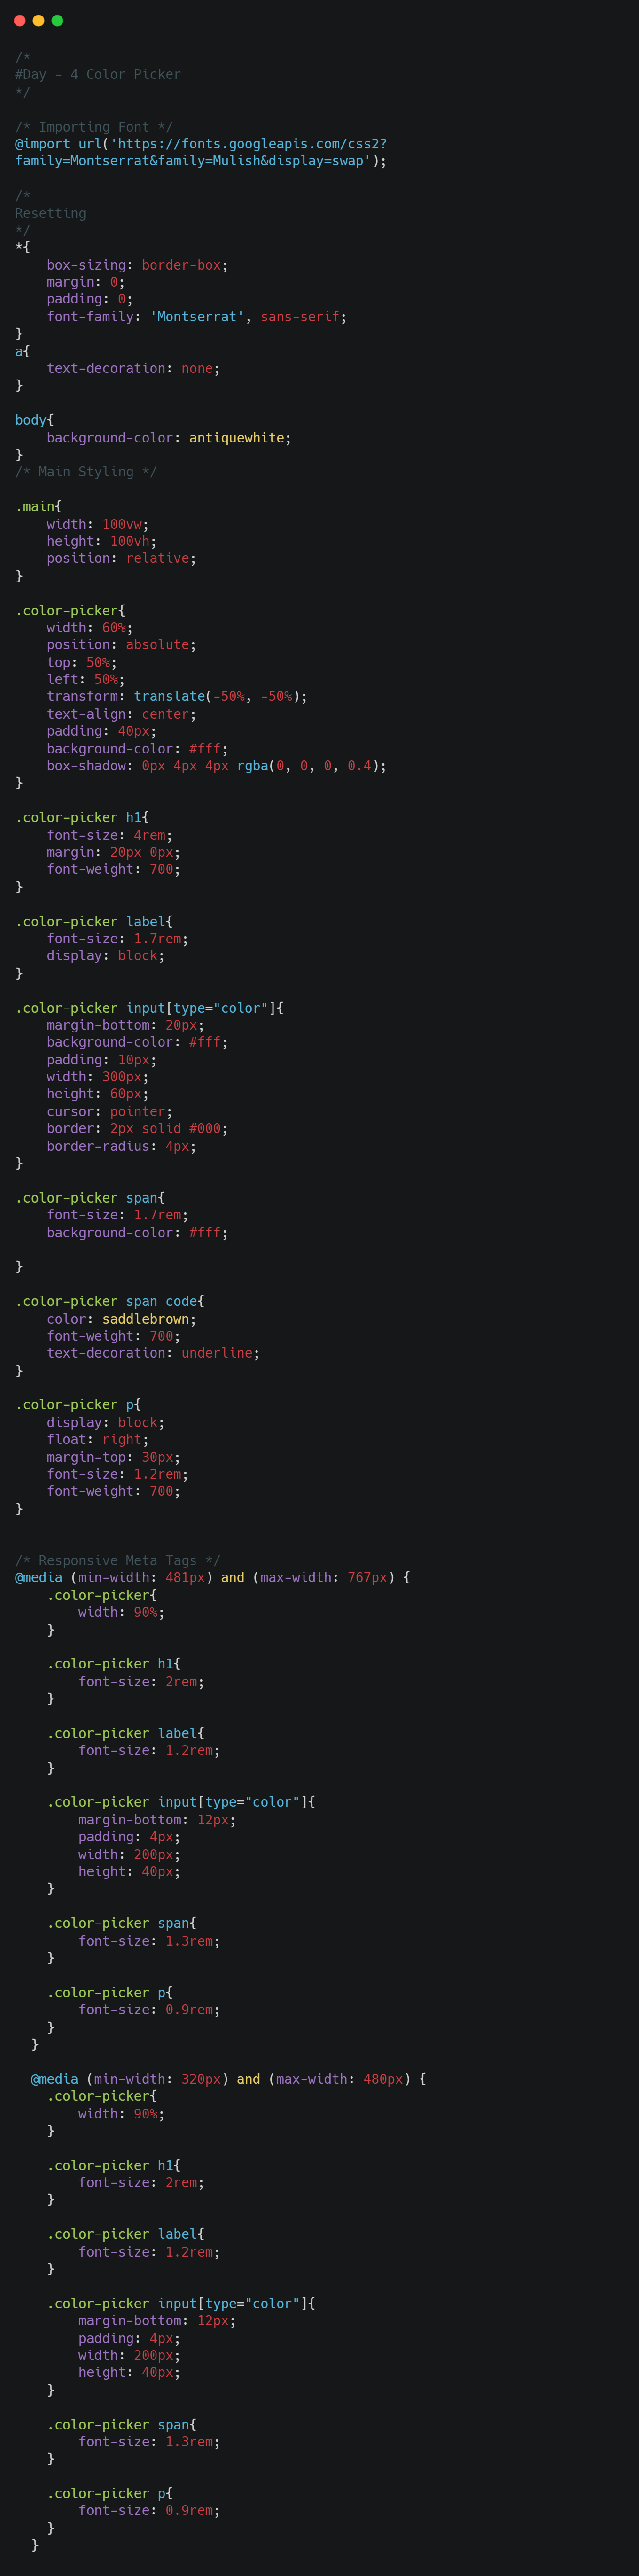 /*
#Day - 4 Color Picker
*/

/* Importing Font */
@import url('https://fonts.googleapis.com/css2?
family=Montserrat&family=Mulish&display=swap');

/*
Resetting
*/
*{
    box-sizing: border-box;
    margin: 0;
    padding: 0;
    font-family: 'Montserrat', sans-serif;
}
a{
    text-decoration: none;
}

body{
    background-color: antiquewhite;
}
/* Main Styling */

.main{
    width: 100vw;
    height: 100vh;
    position: relative;
}

.color-picker{
    width: 60%;
    position: absolute;
    top: 50%;
    left: 50%;
    transform: translate(-50%, -50%);
    text-align: center;
    padding: 40px;
    background-color: #fff;
    box-shadow: 0px 4px 4px rgba(0, 0, 0, 0.4);
}

.color-picker h1{
    font-size: 4rem;
    margin: 20px 0px;
    font-weight: 700;
}

.color-picker label{
    font-size: 1.7rem;
    display: block;
}

.color-picker input[type="color"]{
    margin-bottom: 20px;
    background-color: #fff;
    padding: 10px;
    width: 300px;
    height: 60px;
    cursor: pointer;
    border: 2px solid #000;
    border-radius: 4px;
}

.color-picker span{
    font-size: 1.7rem;
    background-color: #fff;

}

.color-picker span code{
    color: saddlebrown;
    font-weight: 700;
    text-decoration: underline;
}

.color-picker p{
    display: block;
    float: right;
    margin-top: 30px;
    font-size: 1.2rem;
    font-weight: 700;
}


/* Responsive Meta Tags */
@media (min-width: 481px) and (max-width: 767px) {
    .color-picker{
        width: 90%;
    }

    .color-picker h1{
        font-size: 2rem;
    }

    .color-picker label{
        font-size: 1.2rem;
    }

    .color-picker input[type="color"]{
        margin-bottom: 12px;
        padding: 4px;
        width: 200px;
        height: 40px;
    }

    .color-picker span{
        font-size: 1.3rem;
    }

    .color-picker p{
        font-size: 0.9rem;
    }
  }

  @media (min-width: 320px) and (max-width: 480px) {
    .color-picker{
        width: 90%;
    }

    .color-picker h1{
        font-size: 2rem;
    }

    .color-picker label{
        font-size: 1.2rem;
    }

    .color-picker input[type="color"]{
        margin-bottom: 12px;
        padding: 4px;
        width: 200px;
        height: 40px;
    }

    .color-picker span{
        font-size: 1.3rem;
    }

    .color-picker p{
        font-size: 0.9rem;
    }
  }